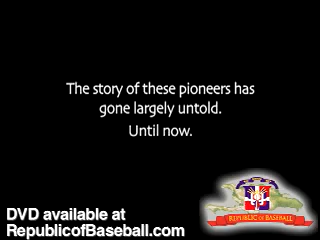 The story of these pioneers has
gone largely untold.
Until now.
REPUBLIC OF BASEBALL
DVD available at
RepublicofBaseball.com